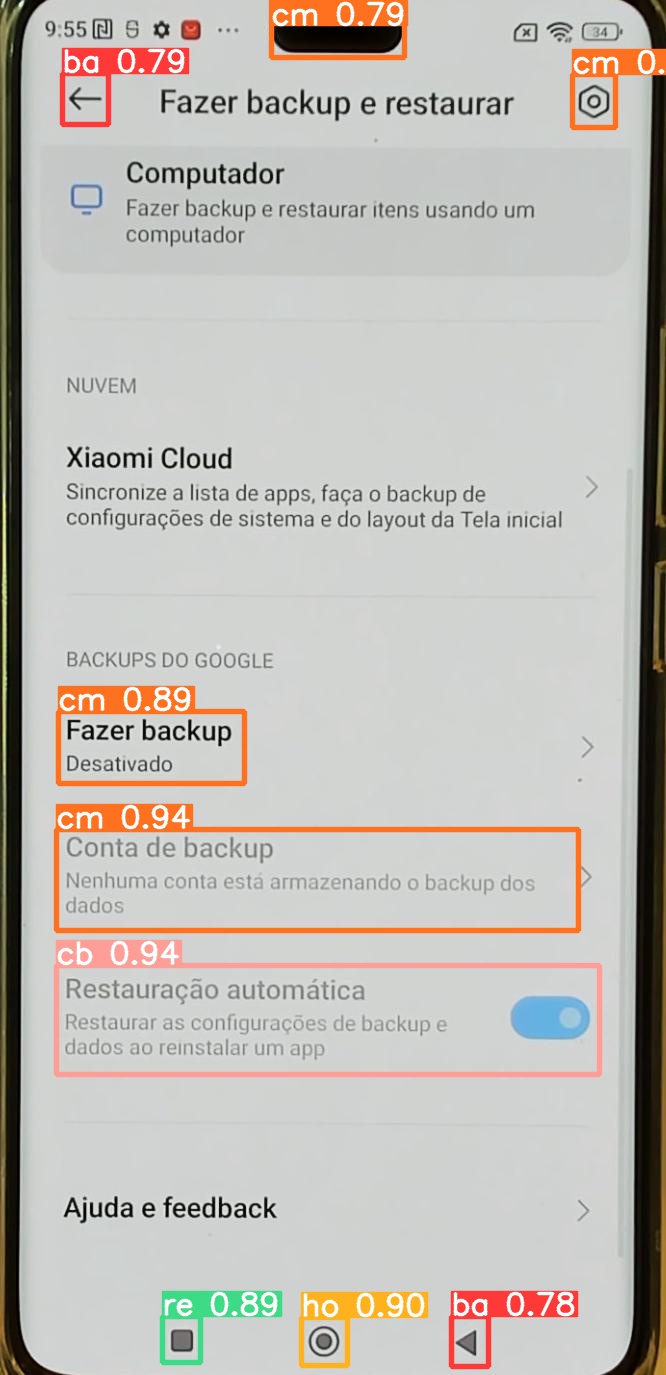 cm 0.79
9:55
34
ba 0.79
cm 0.
Fazer backup e restaurar
Computador
Fazer backup e restaurar itens usando um
computador
NUVEM
Xiaomi Cloud
Sincronize a lista de apps, faça o backup de
configurações de sistema e do layout da Tela inicial
BACKUPS DO GOOGLE
cm 0.89
Fazer backup
Desativado
cm 0.94
Conta de backup
Nenhuma conta está armazenando o backup dos
dados
cb 0.94
Restauração automática
Restaurar as configurações de backup e
dados ao reinstalar um app
Ajuda e feedback
re 0.89 ho 0.90 ba 0.78